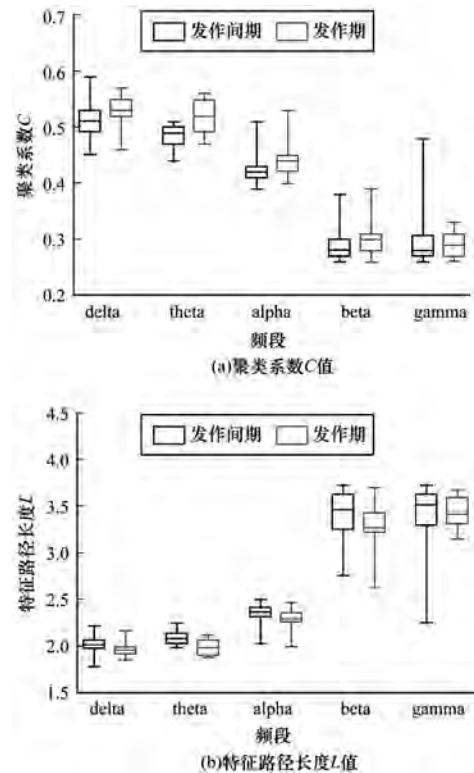 0.7
发作间期 发作期
0.6
0.5
0.4
0.3
0.2
聚类系数C
delta theta alpha beta gamma
频段
(a)聚类系数C值
4.5
发作间期 发作期
4.0
3.5
3.0
2.5
2.0
1.5
特征路径长度L
delta theta alpha beta gamma
频段
(b)特征路径长度L值